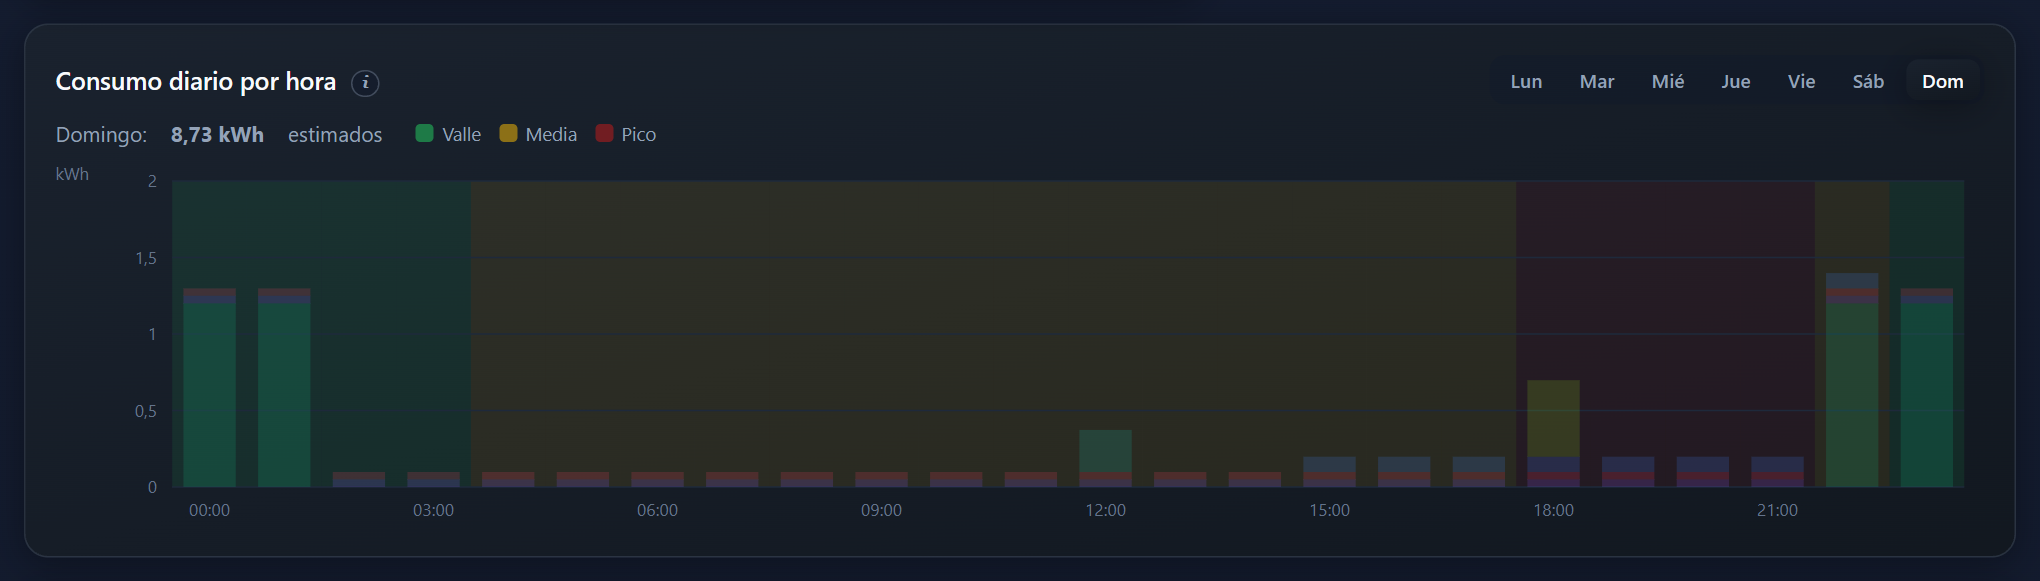 Consumo diario por hora i
Lun Mar Mié Jue Vie Sáb Dom
Domingo: 8,73 kWh estimados Valle Media Pico
kWh
2
1,5
1
0,5
0
00:00 03:00 06:00 09:00 12:00 15:00 18:00 21:00